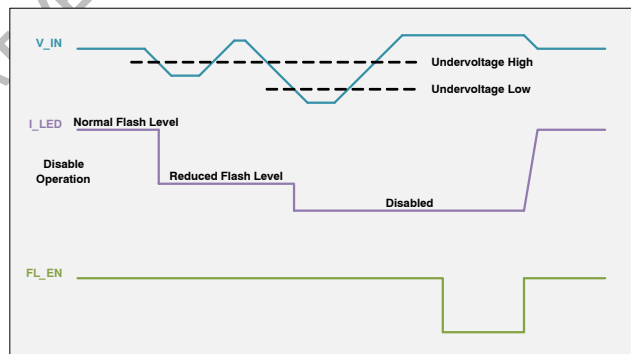 V_IN
Undervoltage High
Undervoltage Low
I_LED
Normal Flash Level
Disable
Operation
Reduced Flash Level
Disabled
FL_EN